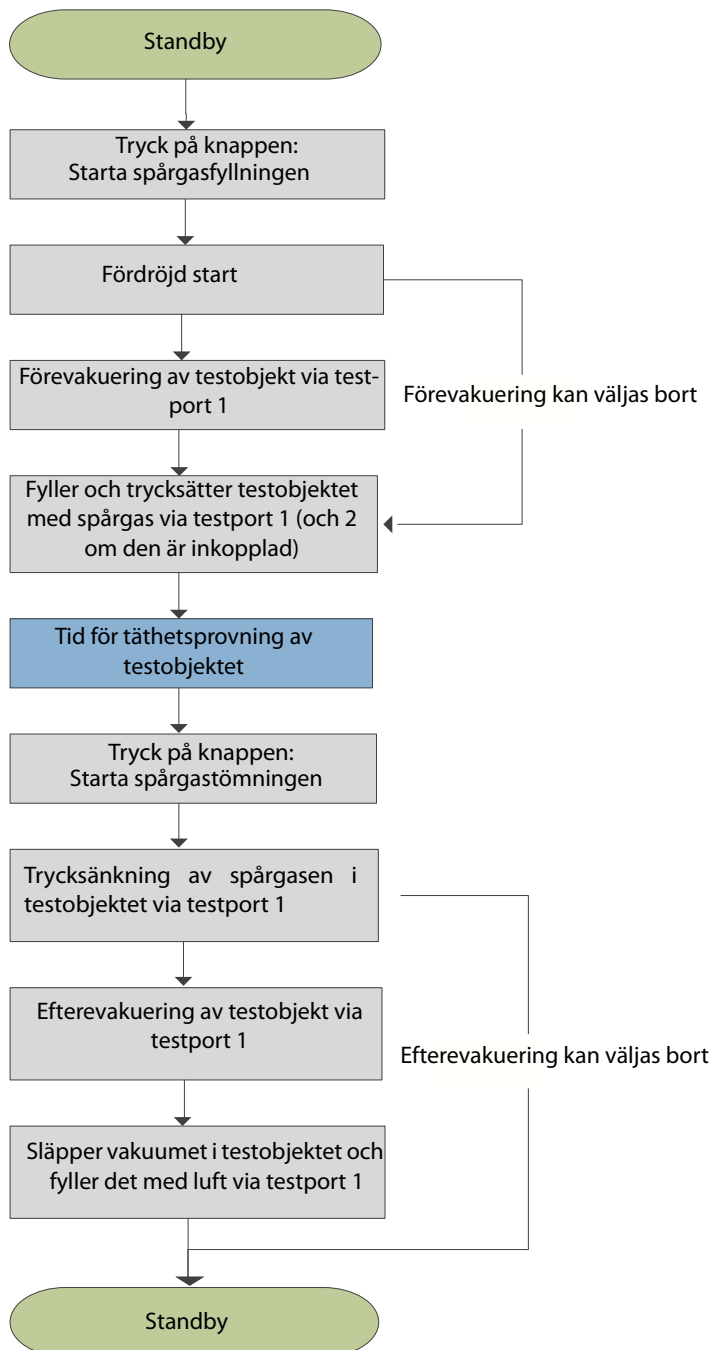 Standby
Tryck på knappen:
Starta spårgasfyllningen
Fördröjd start
Förevakuering av testobjekt via test-
port 1
Förevakuering kan väljas bort
Fyller och trycksätter testobjektet
med spårgas via testport 1 (och 2
om den är inkopplad)
Tid för täthetsprovning av
testobjektet
Tryck på knappen:
Starta spårgastömningen
Trycksänkning av spårgasen i
testobjektet via testport 1
Efterevakuering av testobjekt via
testport 1
Efterevakuering kan väljas bort
Släpper vakuumet i testobjektet och
fyller det med luft via testport 1
Standby